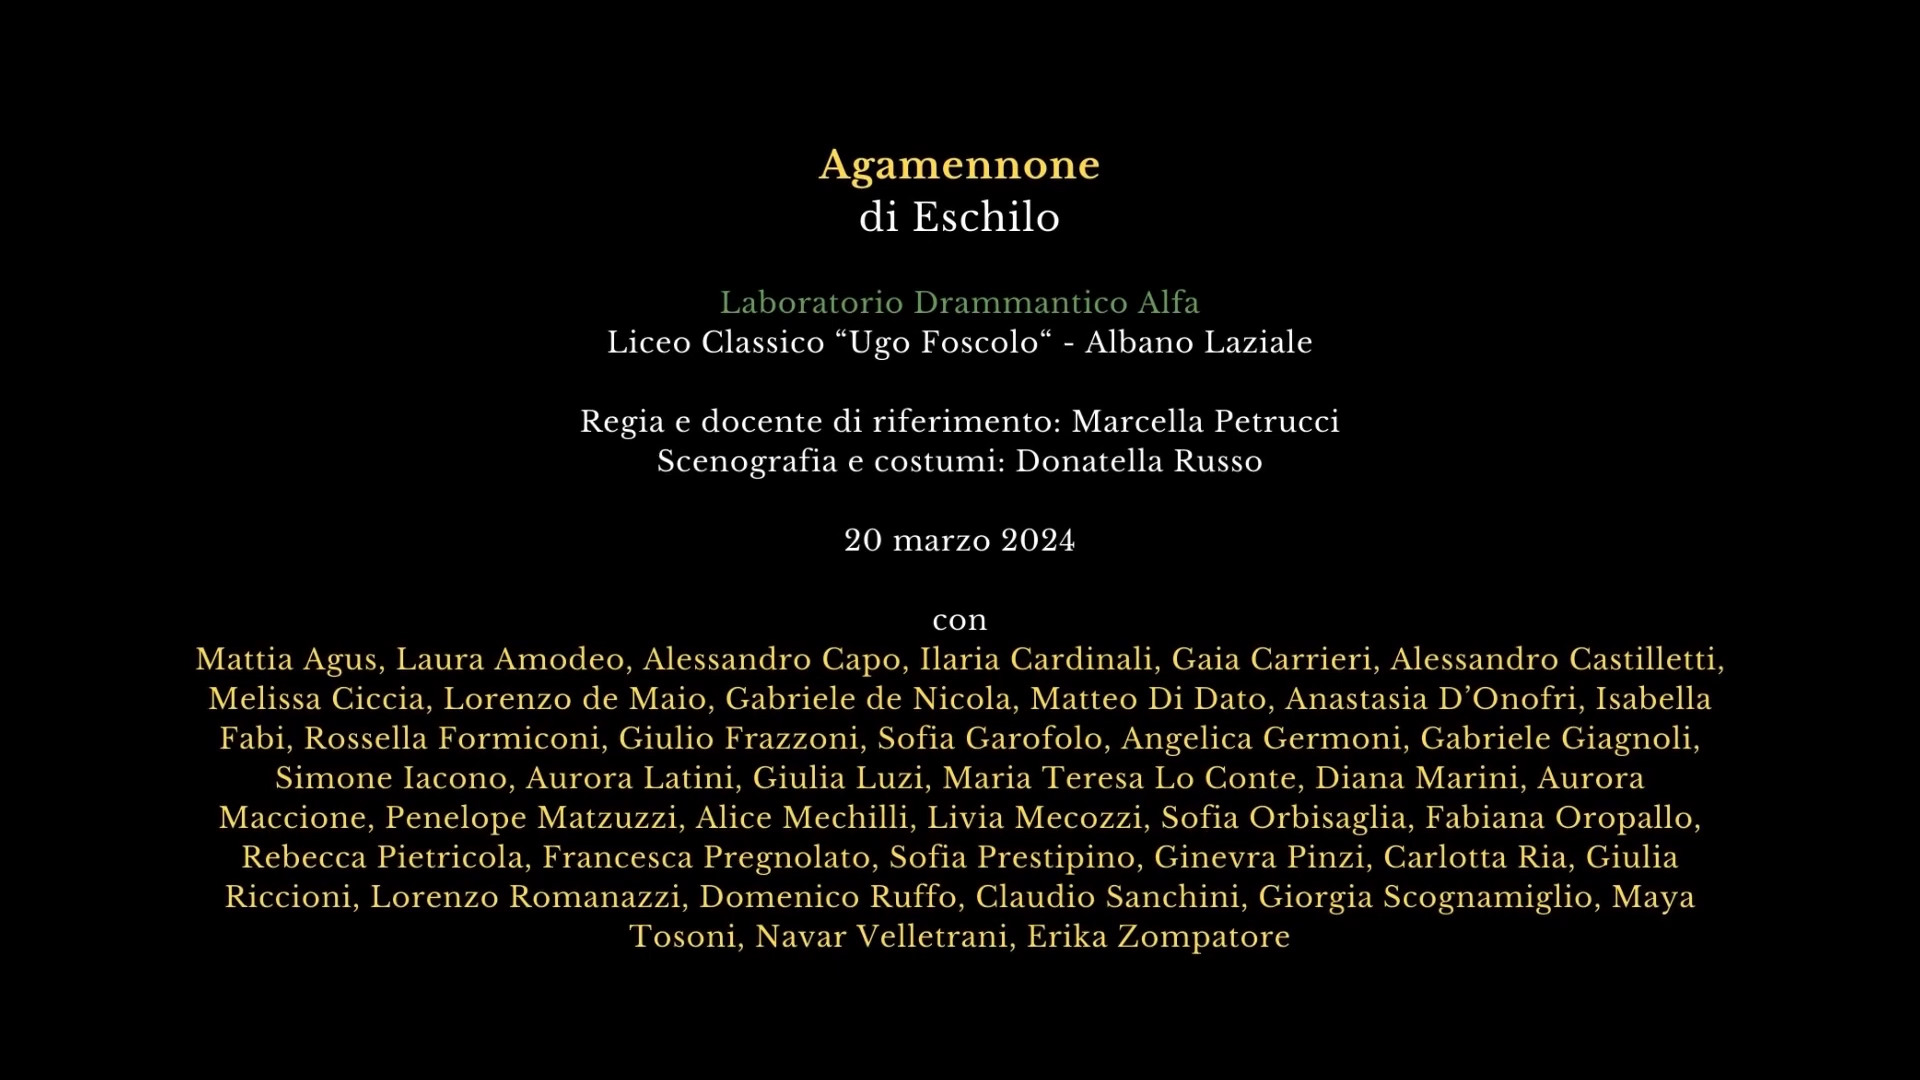 Agamennone
di Eschilo
Laboratorio Drammantico Alfa
Liceo Classico “Ugo Foscolo“ - Albano Laziale
Regia e docente di riferimento: Marcella Petrucci
Scenografia e costumi: Donatella Russo
20 marzo 2024
con
Mattia Agus, Laura Amodeo, Alessandro Capo, Ilaria Cardinali, Gaia Carrieri, Alessandro Castilletti,
Melissa Ciccia, Lorenzo de Maio, Gabriele de Nicola, Matteo Di Dato, Anastasia D’Onofri, Isabella
Fabi, Rossella Formiconi, Giulio Frazzoni, Sofia Garofolo, Angelica Germoni, Gabriele Giagnoli,
Simone Iacono, Aurora Latini, Giulia Luzi, Maria Teresa Lo Conte, Diana Marini, Aurora
Maccione, Penelope Matzuzzi, Alice Mechilli, Livia Mecozzi, Sofia Orbisaglia, Fabiana Oropallo,
Rebecca Pietricola, Francesca Pregnolato, Sofia Prestipino, Ginevra Pinzi, Carlotta Ria, Giulia
Riccioni, Lorenzo Romanazzi, Domenico Ruffo, Claudio Sanchini, Giorgia Scognamiglio, Maya
Tosoni, Navar Velletrani, Erika Zompatore